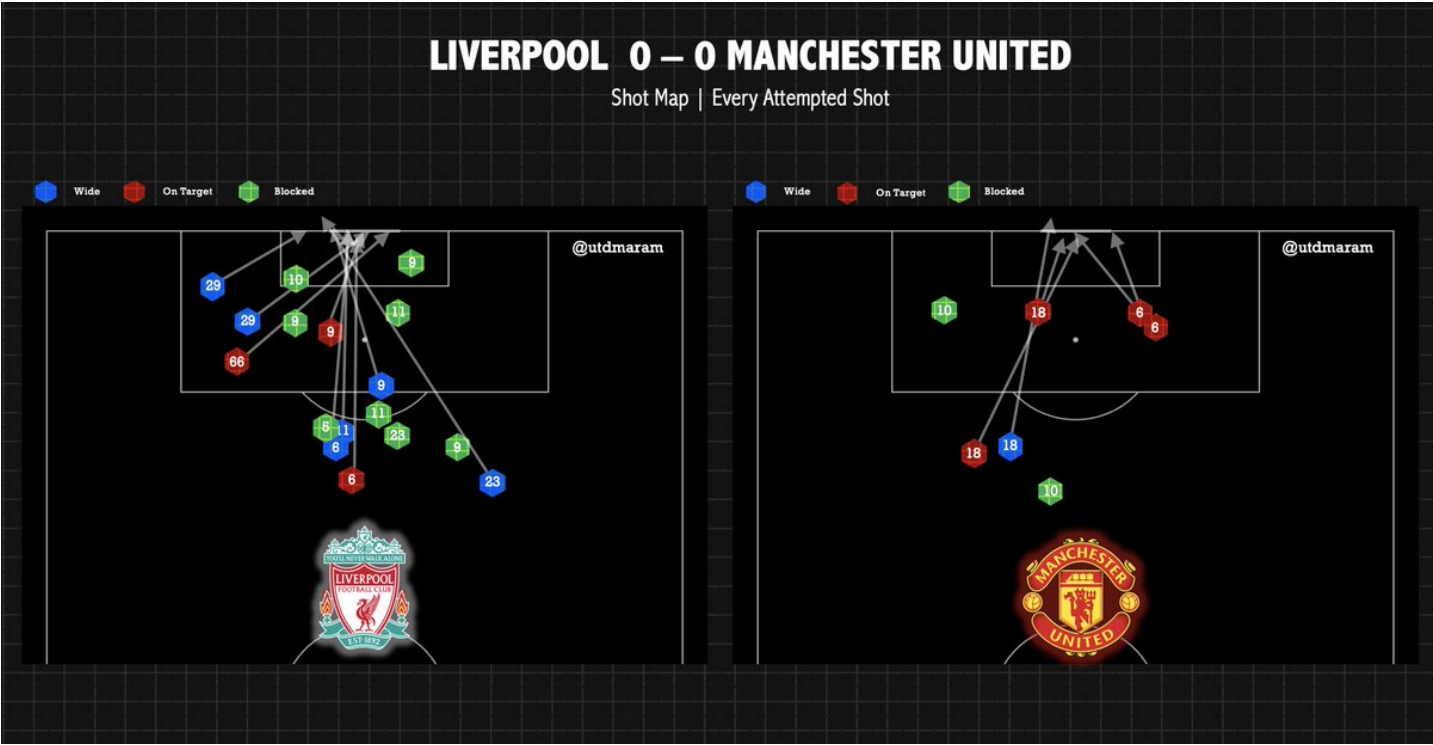 LIVERPOOL 0 – 0 MANCHESTER UNITED
Shot Map | Every Attempted Shot
Wide On Target Blocked
@utdmaram
9
10
29
11
29
9
9
66
9
11
5
11
23
6
9
6
23
YOU'LL NEVER WALK ALONE
LIVERPOOL
FOOTBALL CLUB
EST·1892
Wide On Target Blocked
@utdmaram
10
18
6
6
18
18
10
MANCHESTER
UNITED